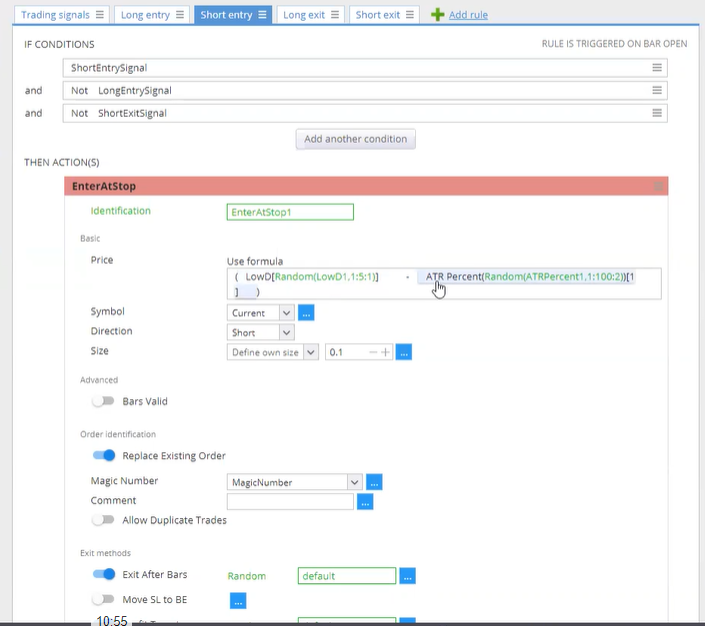 Trading signals Long entry Short entry Long exit Short exit Add rule
IF CONDITIONS RULE IS TRIGGERED ON BAR OPEN
ShortEntrySignal
and Not LongEntrySignal
and Not ShortExitSignal
Add another condition
THEN ACTION(S)
EnterAtStop
Identification EnterAtStop1
Basic
Price Use formula
( LowD[Random(LowD1,1:5:1)] - ATR Percent(Random(ATRPercent1,1:100:2))[1
] )
Symbol Current ...
Direction Short
Size Define own size 0.1 ...
Advanced
Bars Valid
Order identification
Replace Existing Order
Magic Number MagicNumber ...
Comment ...
Allow Duplicate Trades
Exit methods
Exit After Bars Random default ...
Move SL to BE ...
10:55